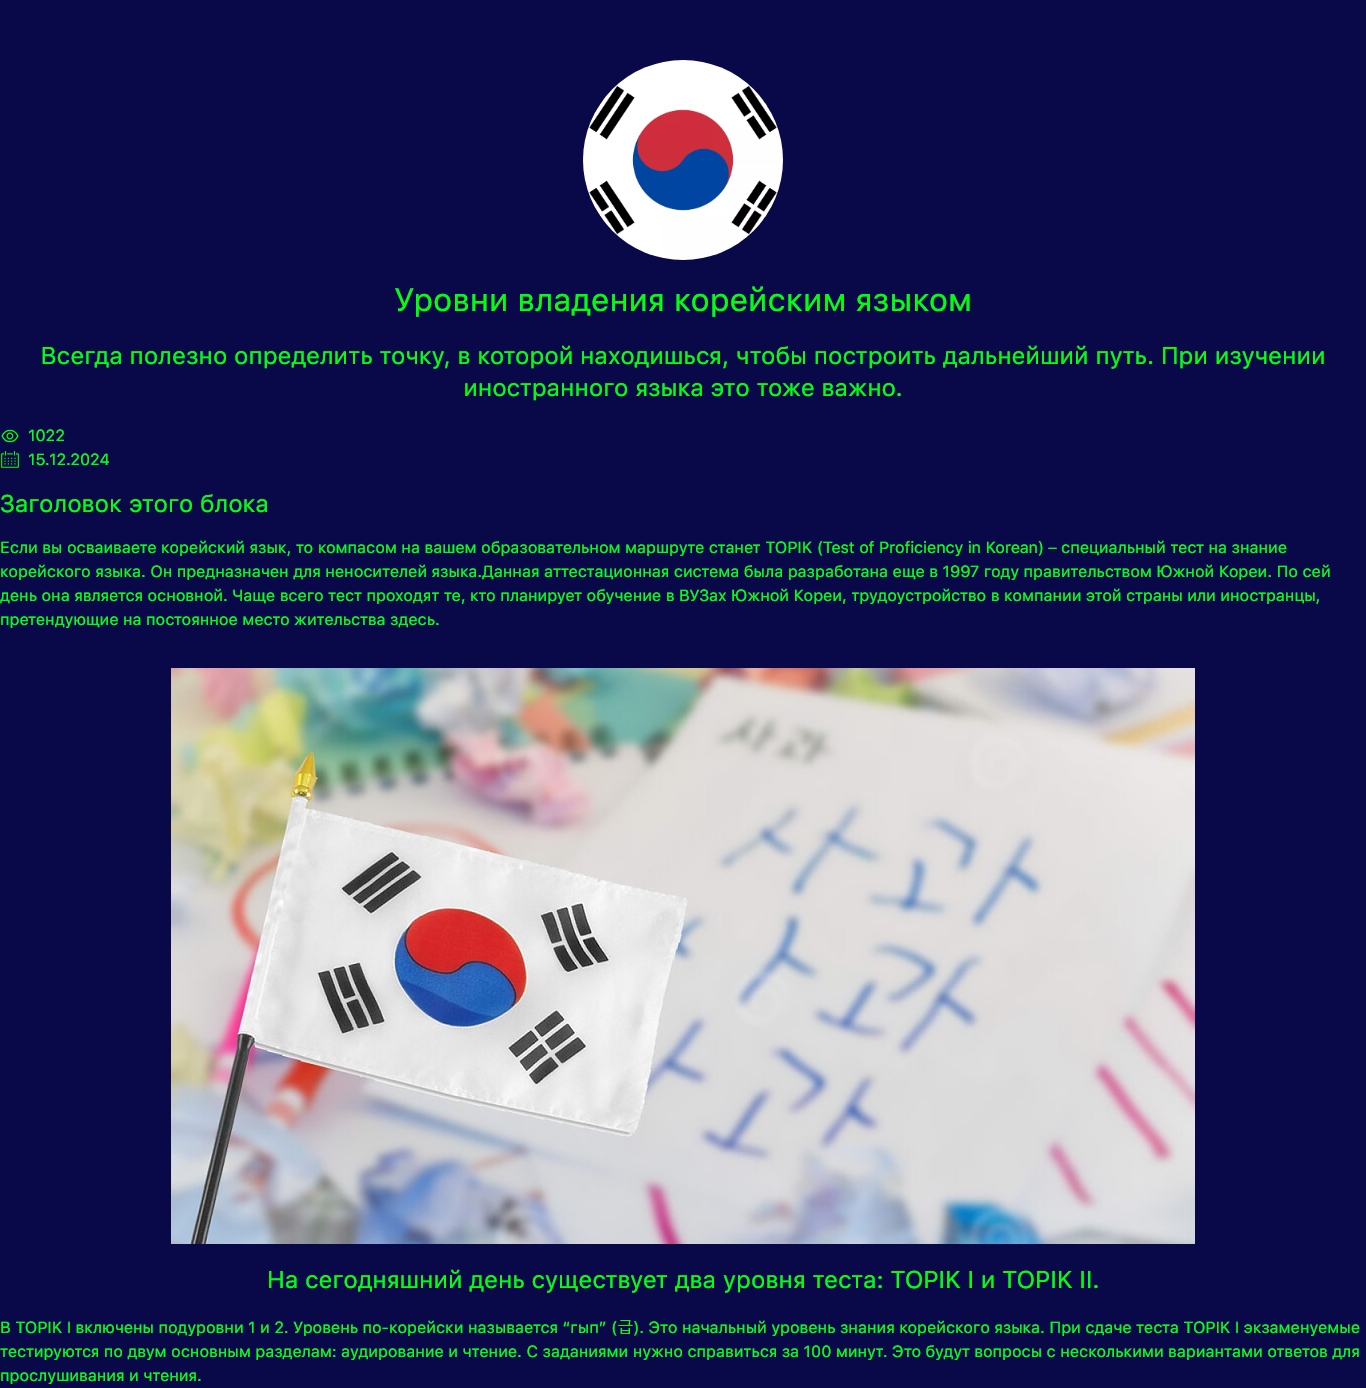 Уровни владения корейским языком
Всегда полезно определить точку, в которой находишься, чтобы построить дальнейший путь. При изучении
иностранного языка это тоже важно.
1022
15.12.2024
Заголовок этого блока
Если вы осваиваете корейский язык, то компасом на вашем образовательном маршруте станет TOPIK (Test of Proficiency in Korean) – специальный тест на знание
корейского языка. Он предназначен для неносителей языка.Данная аттестационная система была разработана еще в 1997 году правительством Южной Кореи. По сей
день она является основной. Чаще всего тест проходят те, кто планирует обучение в ВУЗах Южной Кореи, трудоустройство в компании этой страны или иностранцы,
претендующие на постоянное место жительства здесь.
사과
사과
사과
사과
На сегодняшний день существует два уровня теста: TOPIK I и TOPIK II.
В TOPIK I включены подуровни 1 и 2. Уровень по-корейски называется “гып” (급). Это начальный уровень знания корейского языка. При сдаче теста TOPIK I экзаменуемые
тестируются по двум основным разделам: аудирование и чтение. С заданиями нужно справиться за 100 минут. Это будут вопросы с несколькими вариантами ответов для
прослушивания и чтения.